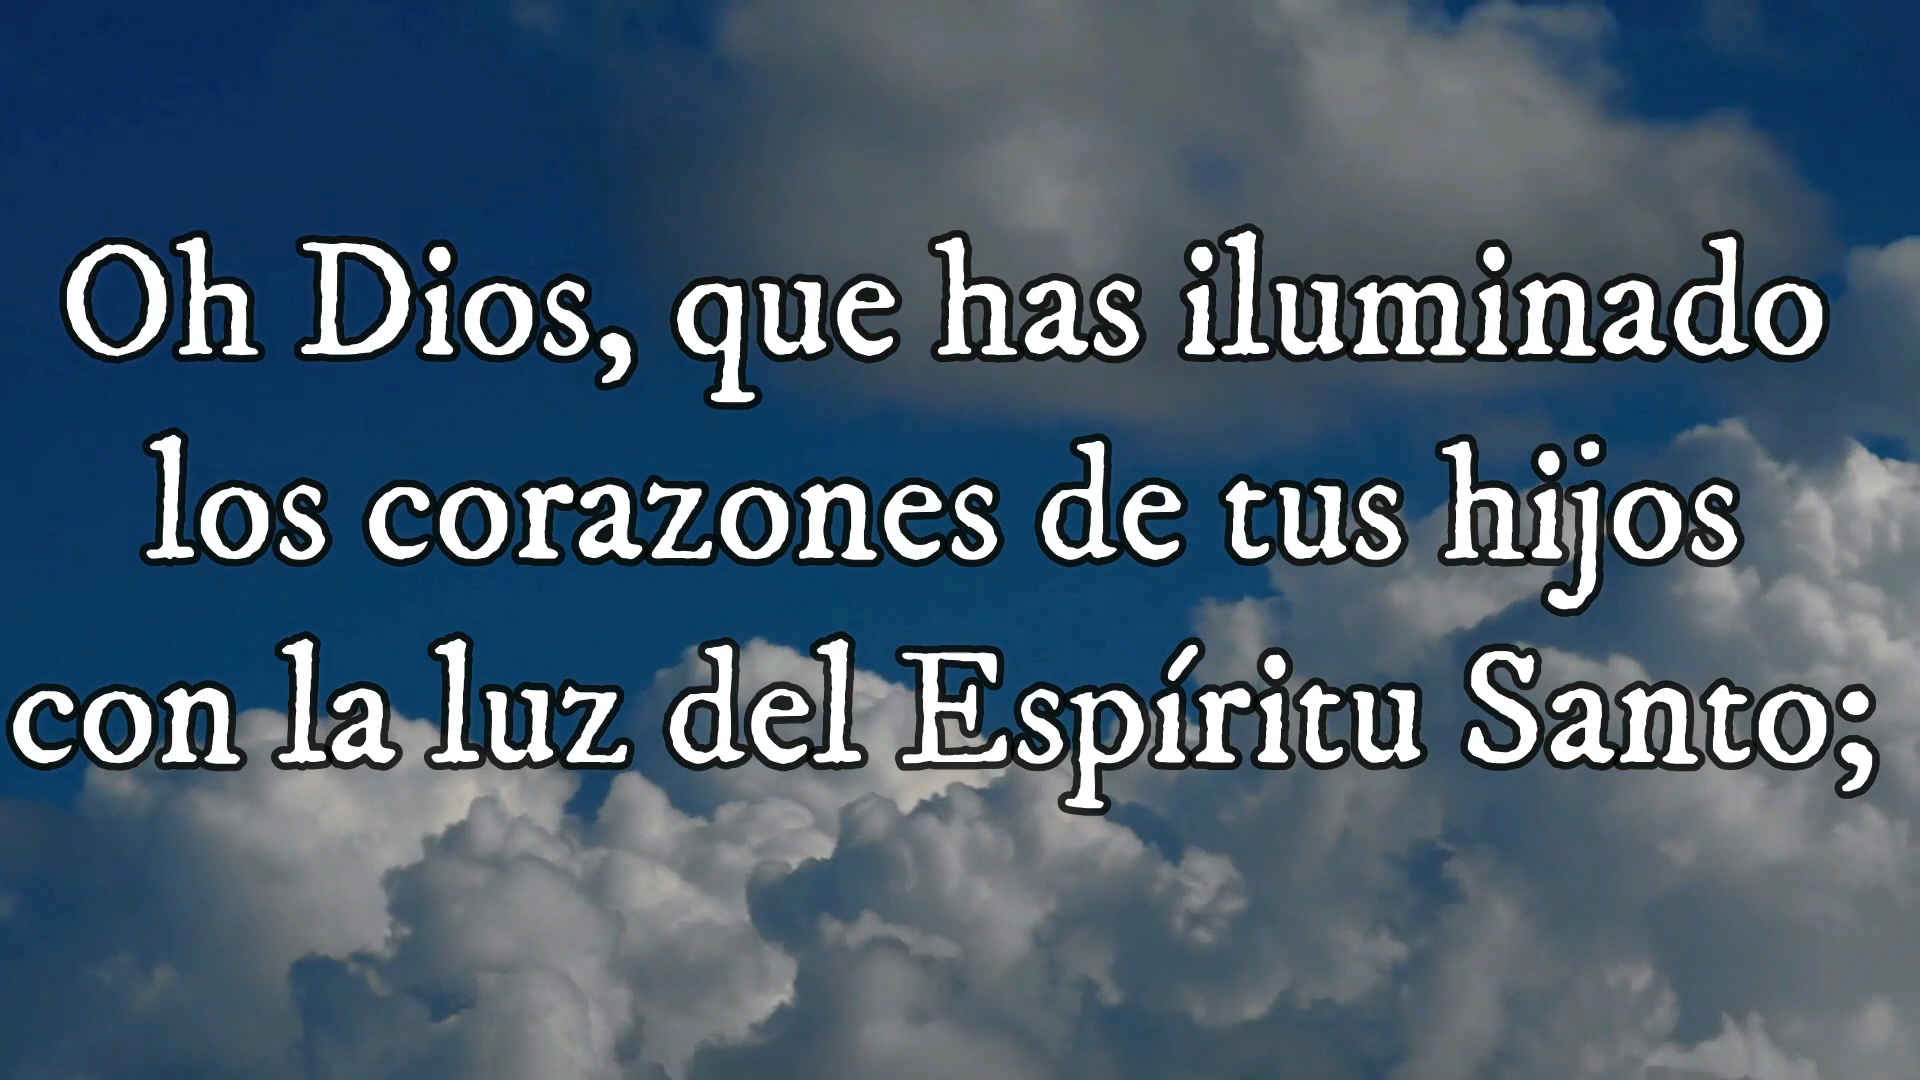 Oh Dios, que has iluminado
los corazones de tus hijos
con la luz del Espíritu Santo;